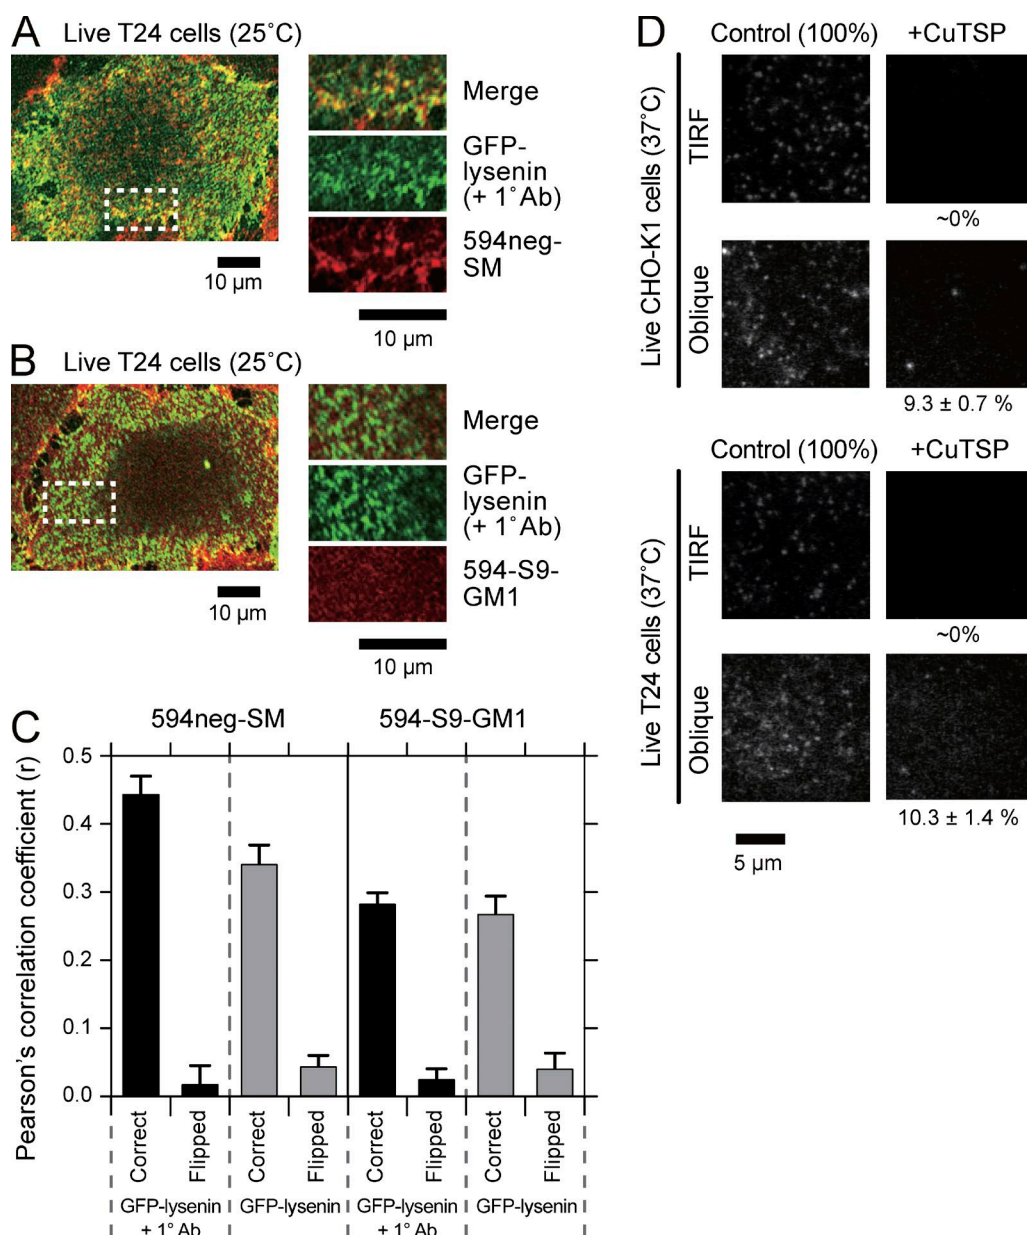 A
Live T24 cells (25˚C)
Merge
GFP-
lysenin
(+ 1˚ Ab)
594neg-
SM
10 µm
10 µm
B
Live T24 cells (25˚C)
Merge
GFP-
lysenin
(+ 1˚ Ab)
594-S9-
GM1
10 µm
10 µm
C
594neg-SM
594-S9-GM1
Pearson's correlation coefficient (r)
0.5
0.4
0.3
0.2
0.1
0.0
Correct
Flipped
Correct
Flipped
Correct
Flipped
Correct
Flipped
GFP-lysenin
+ 1˚ Ab
GFP-lysenin
GFP-lysenin
+ 1˚ Ab
GFP-lysenin
D
Control (100%)
+CuTSP
Live CHO-K1 cells (37˚C)
TIRF
~0%
Oblique
9.3 ± 0.7 %
Control (100%)
+CuTSP
Live T24 cells (37˚C)
TIRF
~0%
Oblique
10.3 ± 1.4 %
5 µm